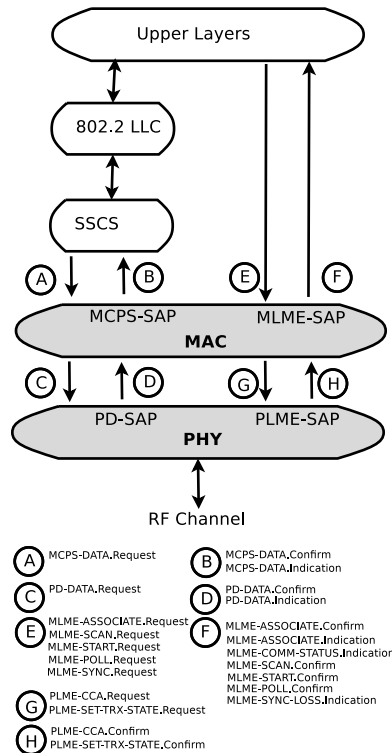 Upper Layers
802.2 LLC
SSCS
A B E F
MCPS-SAP MLME-SAP
MAC
C D G H
PD-SAP PLME-SAP
PHY
RF Channel
A MCPS-DATA.Request
B MCPS-DATA.Confirm
MCPS-DATA.Indication
C PD-DATA.Request
D PD-DATA.Confirm
PD-DATA.Indication
E MLME-ASSOCIATE.Request
MLME-SCAN.Request
MLME-START.Request
MLME-POLL.Request
MLME-SYNC.Request
F MLME-ASSOCIATE.Confirm
MLME-ASSOCIATE.Indication
MLME-COMM-STATUS.Indication
MLME-SCAN.Confirm
MLME-START.Confirm
MLME-POLL.Confirm
MLME-SYNC-LOSS.Indication
G PLME-CCA.Request
PLME-SET-TRX-STATE.Request
H PLME-CCA.Confirm
PLME-SET-TRX-STATE.Confirm